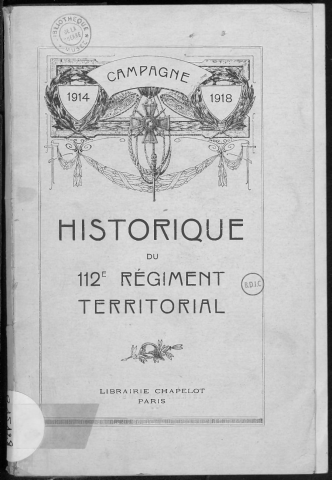 CAMPAGNE
1914 1918
HISTORIQUE
DU
112E RÉGIMENT
TERRITORIAL
LIBRAIRIE CHAPELOT
PARIS